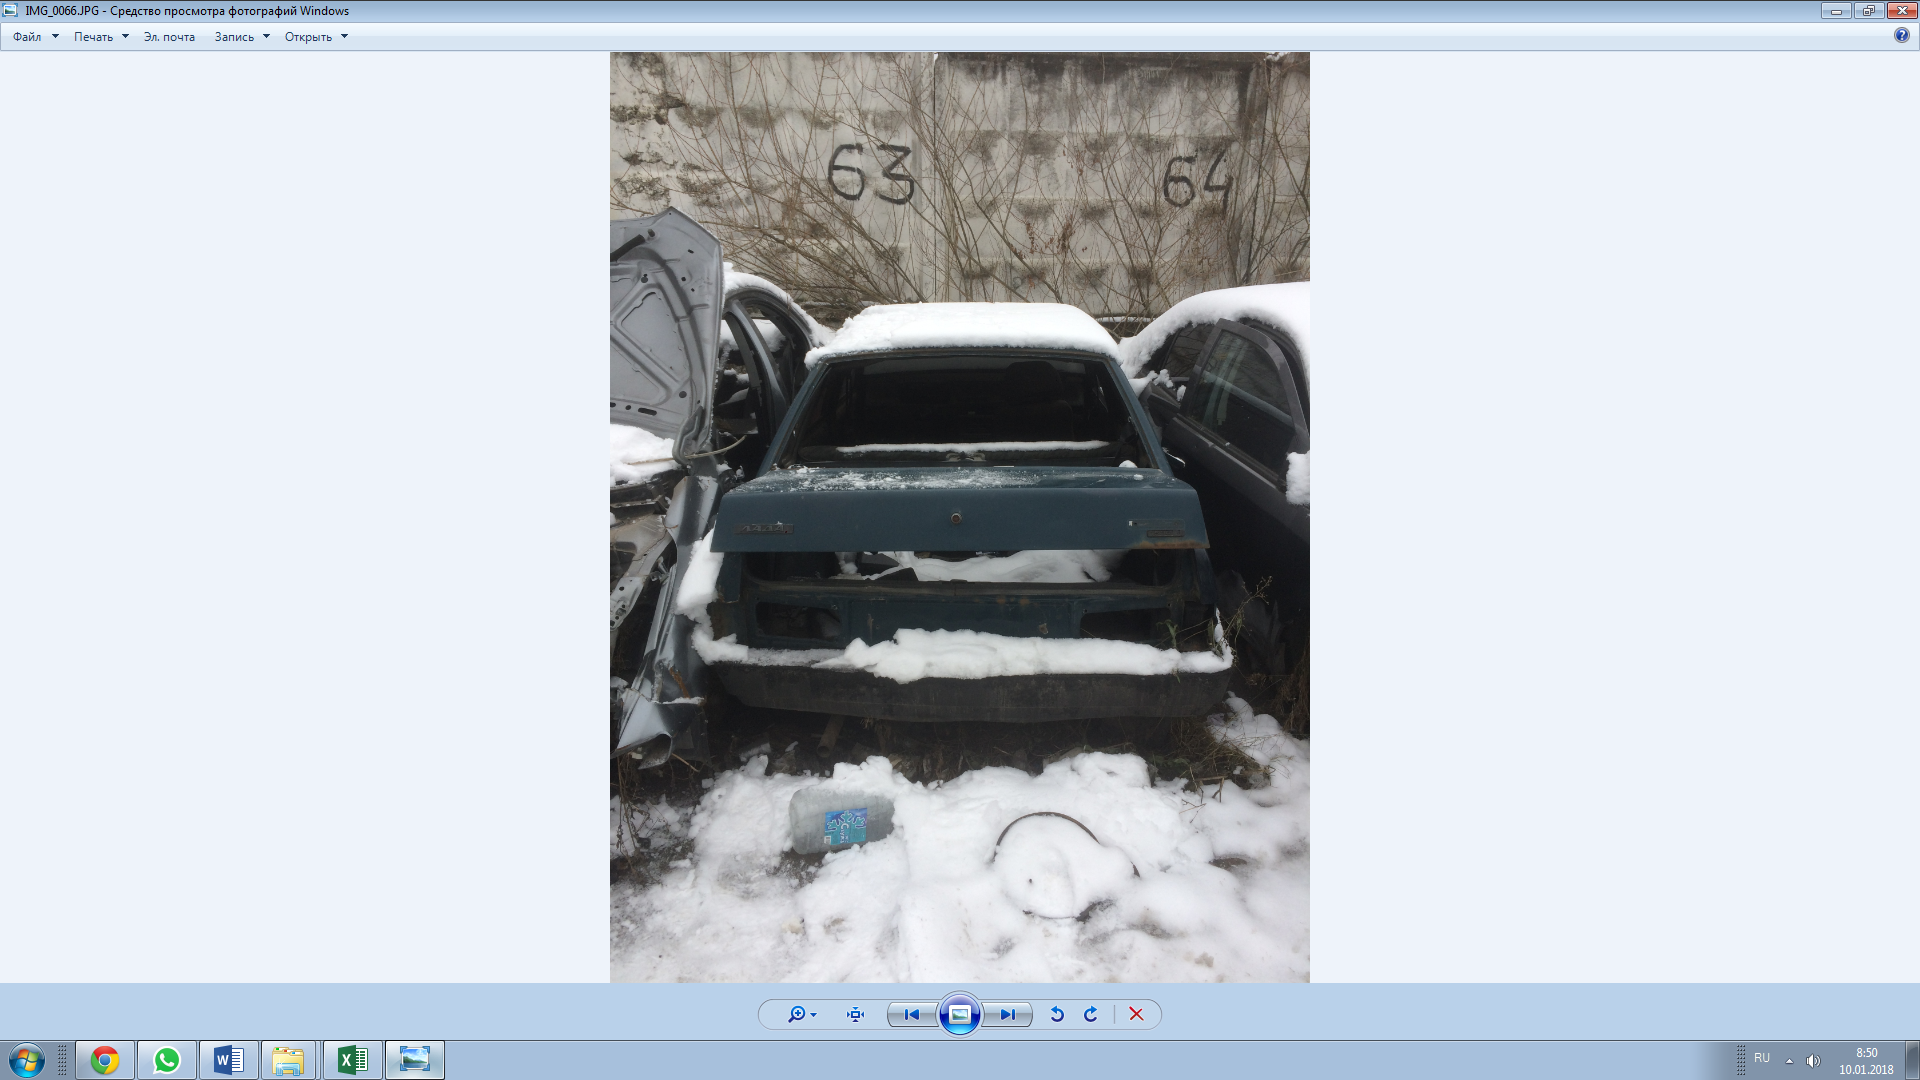 IMG_0066.JPG - Средство просмотра фотографий Windows
Файл Печать Эл. почта Запись Открыть
63 64
RU
8:50
10.01.2018